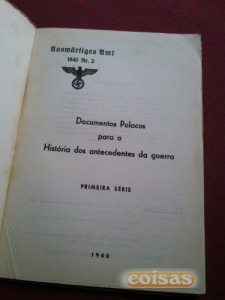 Auswärtiges Amt
1940 Nr. 3
Documentos Polacos
para a
História dos antecedentes da guerra
PRIMEIRA SÉRIE
1940
coisas